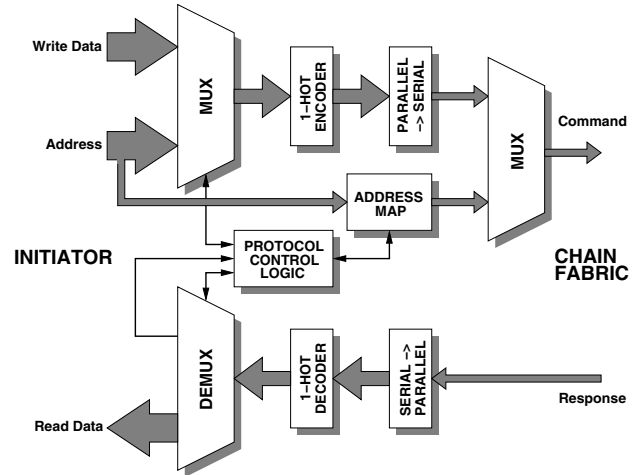 Write Data
MUX
1-HOT
ENCODER
PARALLEL
-> SERIAL
MUX
Command
Address
ADDRESS
MAP
INITIATOR
PROTOCOL
CONTROL
LOGIC
CHAIN
FABRIC
DEMUX
1-HOT
DECODER
SERIAL ->
PARALLEL
Response
Read Data